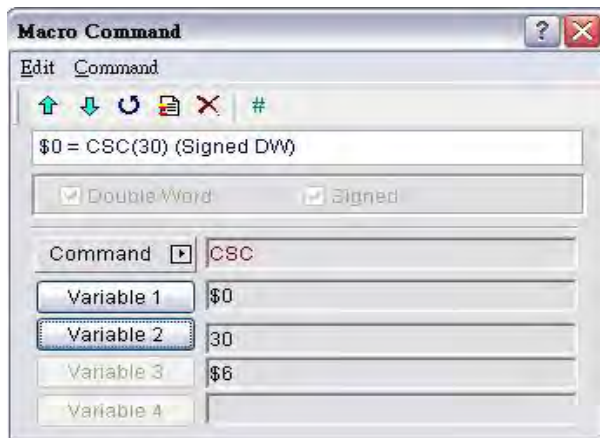 Macro Command
?
Edit Command
#
$0 = CSC(30) (Signed DW)
Double Word Signed
Command CSC
Variable 1 $0
Variable 2 30
Variable 3 $6
Variable 4